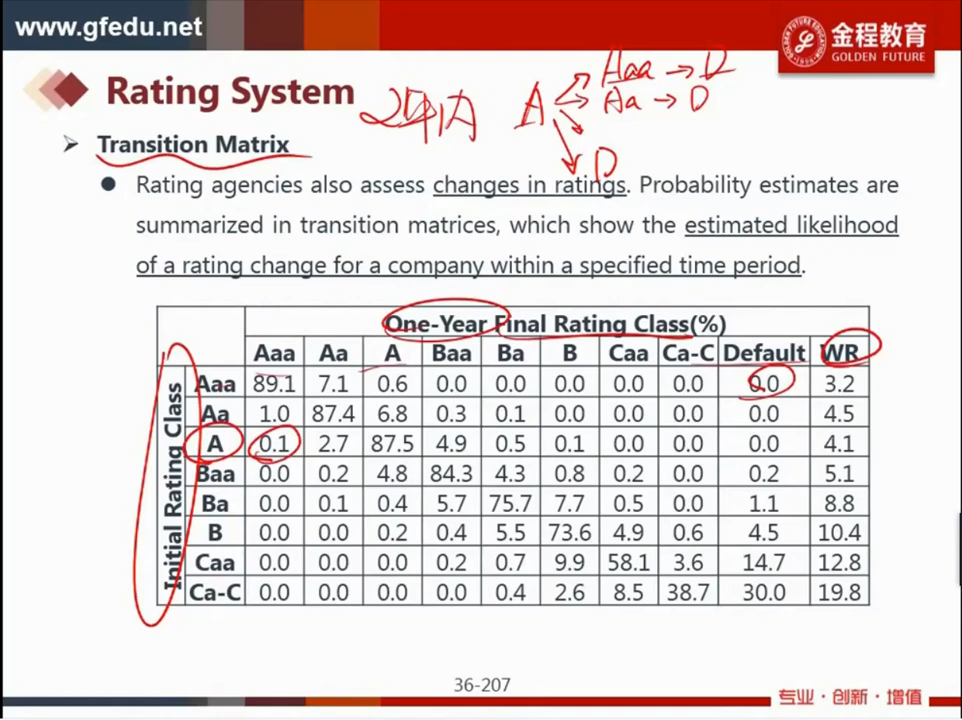 www.gfedu.net
金程教育
GOLDEN FUTURE
Rating System
2年内 A Aaa → D
Aa → D
D
Transition Matrix
Rating agencies also assess changes in ratings. Probability estimates are
summarized in transition matrices, which show the estimated likelihood
of a rating change for a company within a specified time period.
One-Year Final Rating Class(%)
Aaa Aa A Baa Ba B Caa Ca-C Default WR
Initial Rating Class
Aaa 89.1 7.1 0.6 0.0 0.0 0.0 0.0 0.0 0.0 3.2
Aa 1.0 87.4 6.8 0.3 0.1 0.0 0.0 0.0 0.0 4.5
A 0.1 2.7 87.5 4.9 0.5 0.1 0.0 0.0 0.0 4.1
Baa 0.0 0.2 4.8 84.3 4.3 0.8 0.2 0.0 0.2 5.1
Ba 0.0 0.1 0.4 5.7 75.7 7.7 0.5 0.0 1.1 8.8
B 0.0 0.0 0.2 0.4 5.5 73.6 4.9 0.6 4.5 10.4
Caa 0.0 0.0 0.0 0.2 0.7 9.9 58.1 3.6 14.7 12.8
Ca-C 0.0 0.0 0.0 0.0 0.4 2.6 8.5 38.7 30.0 19.8
36-207
专业·创新·增值